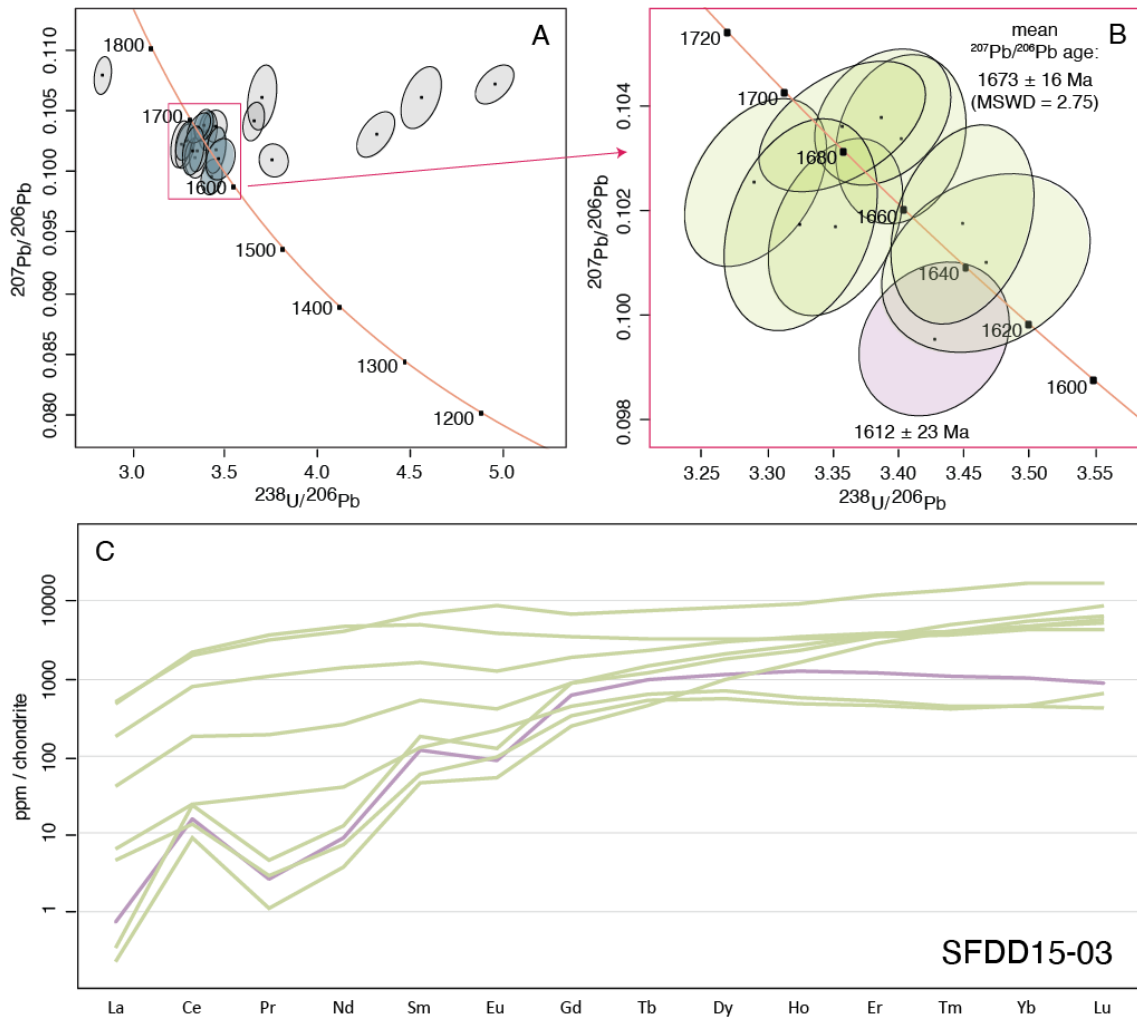 A
0.110
0.105
0.100
0.095
0.090
0.085
0.080
207Pb/206Pb
1800
1700
1600
1500
1400
1300
1200
3.0
3.5
4.0
4.5
5.0
238U/206Pb
B
mean
207Pb/206Pb age:
1673 ± 16 Ma
(MSWD = 2.75)
0.104
0.102
0.100
0.098
207Pb/206Pb
1720
1700
1680
1660
1640
1620
1600
1612 ± 23 Ma
3.25
3.30
3.35
3.40
3.45
3.50
3.55
238U/206Pb
C
10000
1000
100
10
1
ppm / chondrite
SFDD15-03
La Ce Pr Nd Sm Eu Gd Tb Dy Ho Er Tm Yb Lu